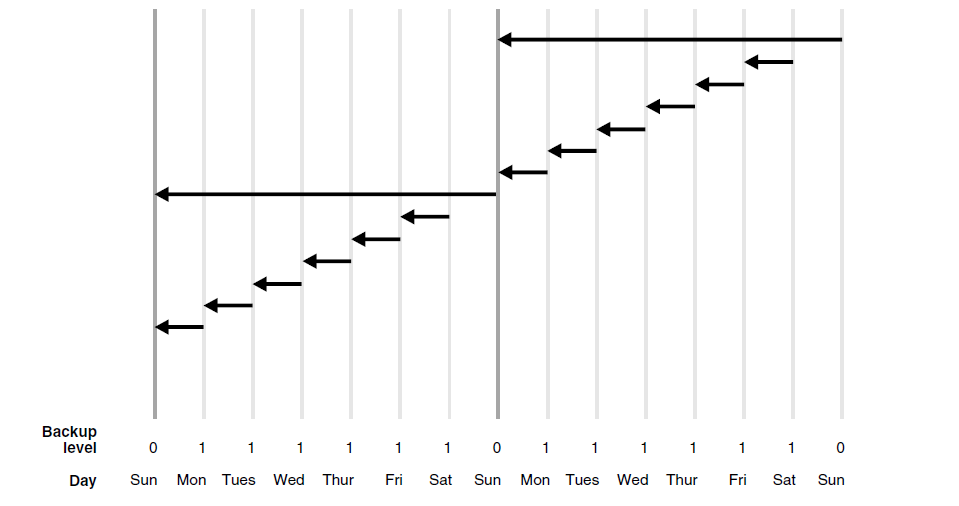 Backup
level 0 1 1 1 1 1 1 0 1 1 1 1 1 1 0
Day Sun Mon Tues Wed Thur Fri Sat Sun Mon Tues Wed Thur Fri Sat Sun